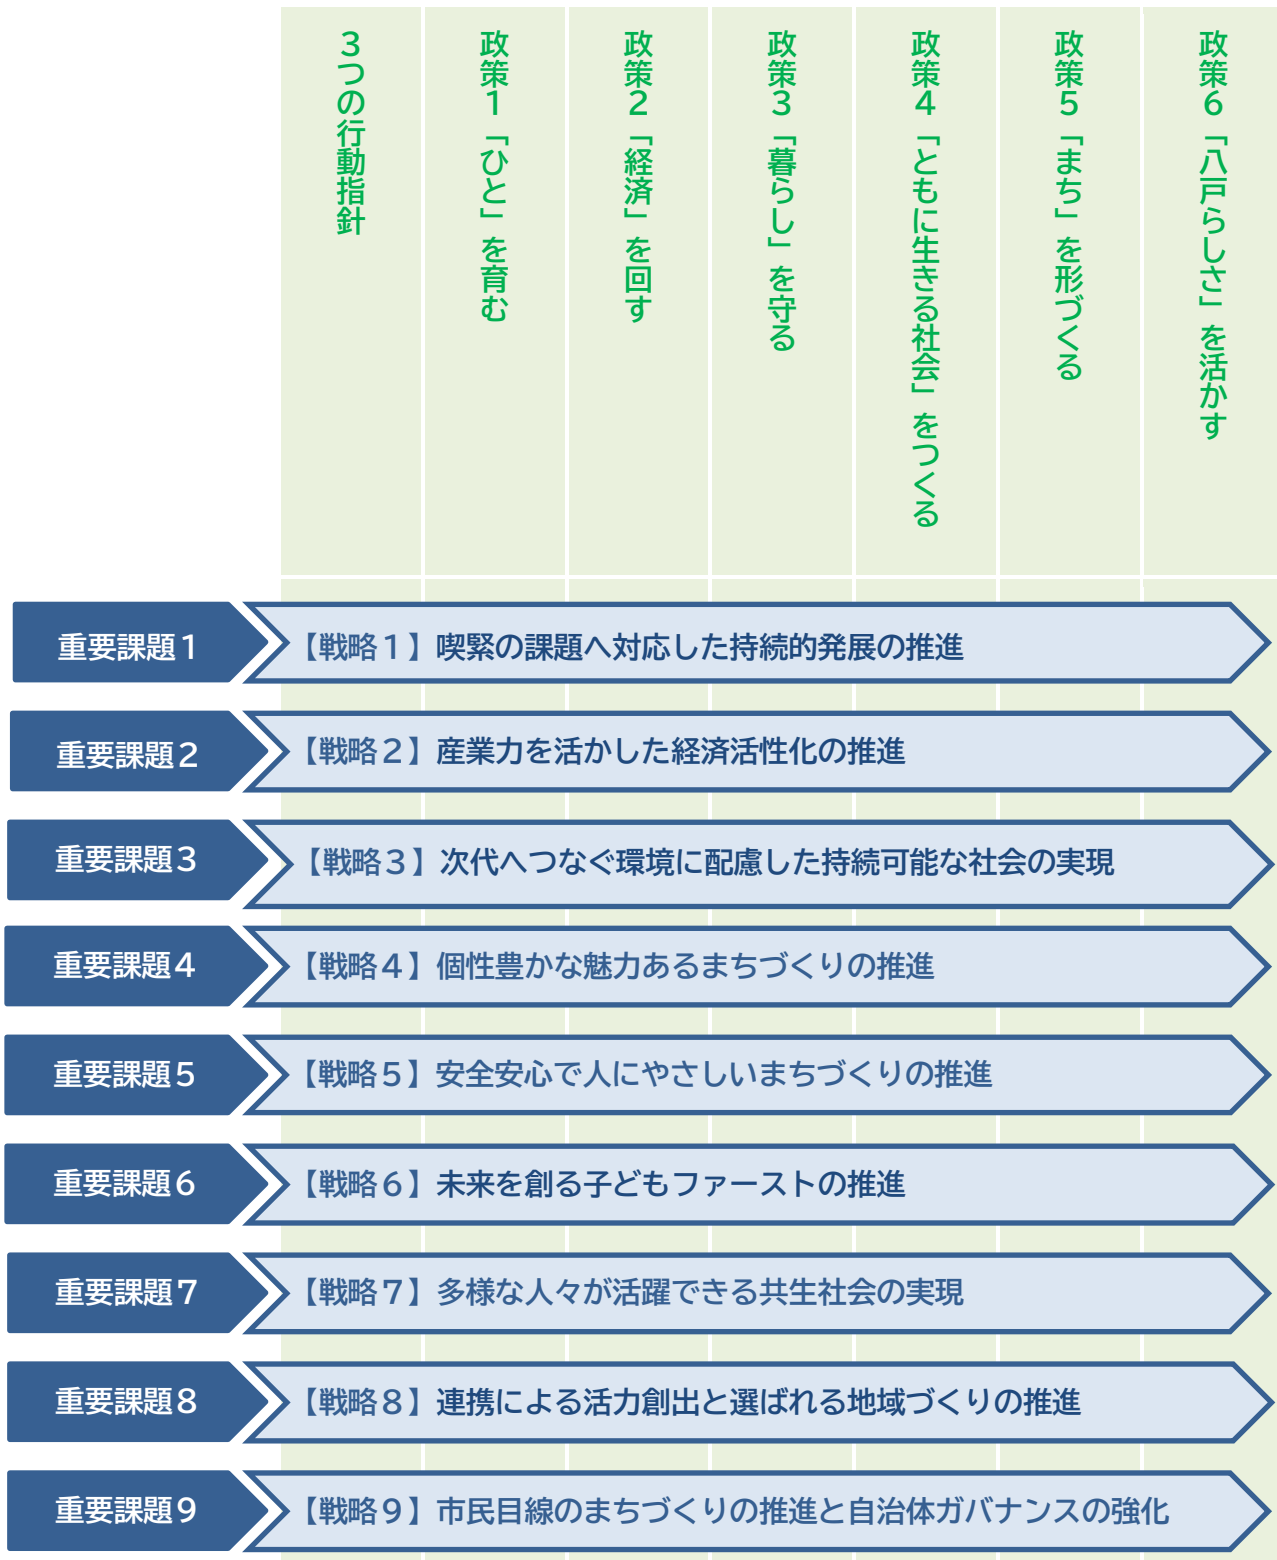 ３つの行動指針
政策１「ひと」を育む
政策２「経済」を回す
政策３「暮らし」を守る
政策４「ともに生きる社会」をつくる
政策５「まち」を形づくる
政策６「八戸らしさ」を活かす
重要課題１
【戦略１】喫緊の課題へ対応した持続的発展の推進
重要課題２
【戦略２】産業力を活かした経済活性化の推進
重要課題３
【戦略３】次代へつなぐ環境に配慮した持続可能な社会の実現
重要課題４
【戦略４】個性豊かな魅力あるまちづくりの推進
重要課題５
【戦略５】安全安心で人にやさしいまちづくりの推進
重要課題６
【戦略６】未来を創る子どもファーストの推進
重要課題７
【戦略７】多様な人々が活躍できる共生社会の実現
重要課題８
【戦略８】連携による活力創出と選ばれる地域づくりの推進
重要課題９
【戦略９】市民目線のまちづくりの推進と自治体ガバナンスの強化